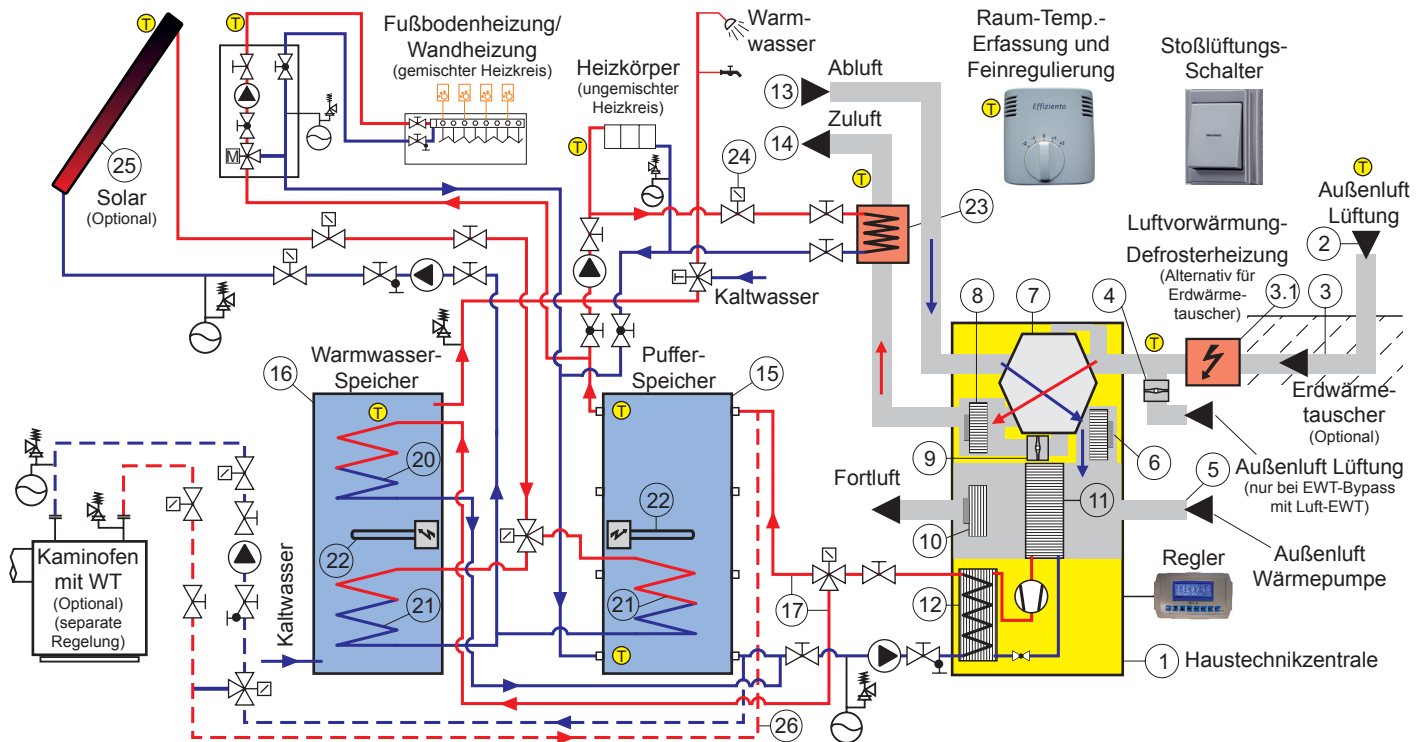 T
T
Fußbodenheizung/
Wandheizung
(gemischter Heizkreis)
Warm-
wasser
Raum-Temp.-
Erfassung und
Feinregulierung
Stoßlüftungs-
Schalter
Heizkörper
(ungemischter
Heizkreis)
Abluft
13
Zuluft
14
T
Effiziento
T
M
25
Solar
(Optional)
T
24
T
23
Außenluft
Lüftung
2
Luftvorwärmung-
Defrosterheizung
(Alternativ für
Erdwärme-
tauscher)
3.1
3
4
T
Kaltwasser
8
7
Erdwärme-
tauscher
(Optional)
16
Warmwasser-
Speicher
Puffer-
Speicher
15
T
T
20
9
6
Außenluft Lüftung
(nur bei EWT-Bypass
mit Luft-EWT)
Fortluft
11
5
10
22
22
Kaminofen
mit WT
(Optional)
(separate
Regelung)
Kaltwasser
21
21
17
12
Außenluft
Wärmepumpe
Regler
T
1
Haustechnikzentrale
26